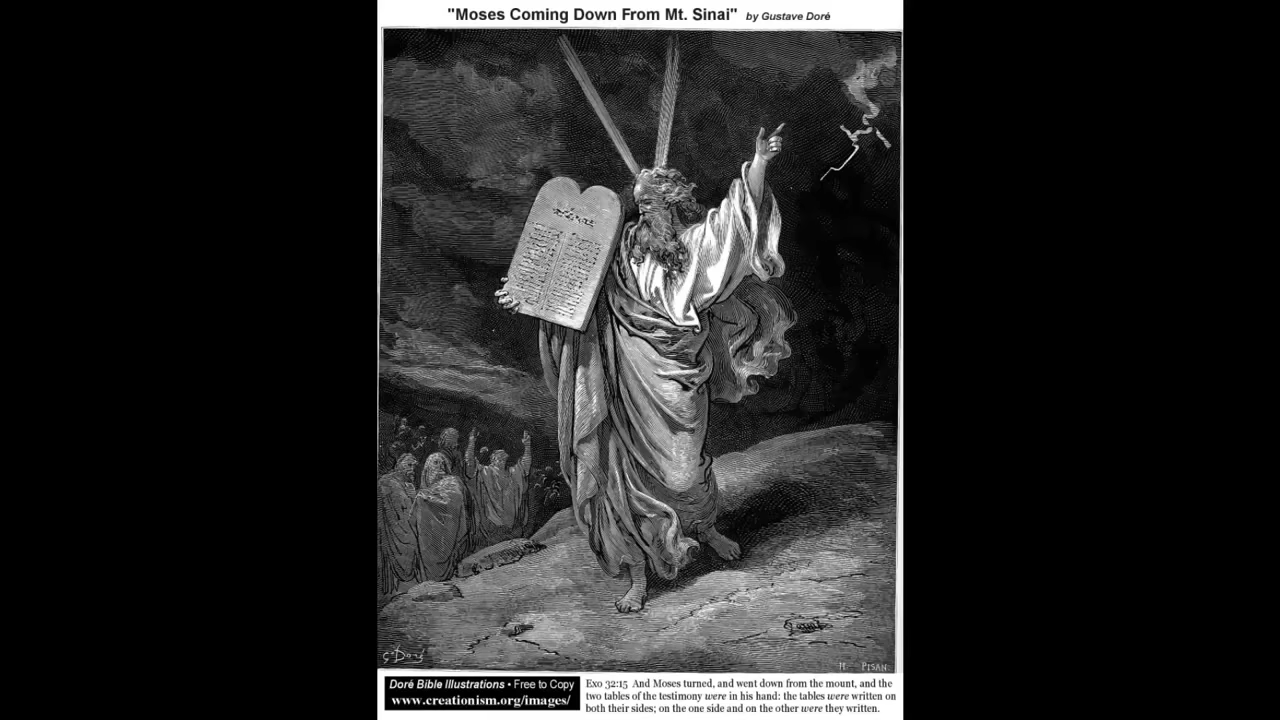 "Moses Coming Down From Mt. Sinai" by Gustave Doré
G. Doré
H. PISAN.
Doré Bible Illustrations • Free to Copy
www.creationism.org/images/
Exo 32:15 And Moses turned, and went down from the mount, and the
two tables of the testimony were in his hand: the tables were written on
both their sides; on the one side and on the other were they written.